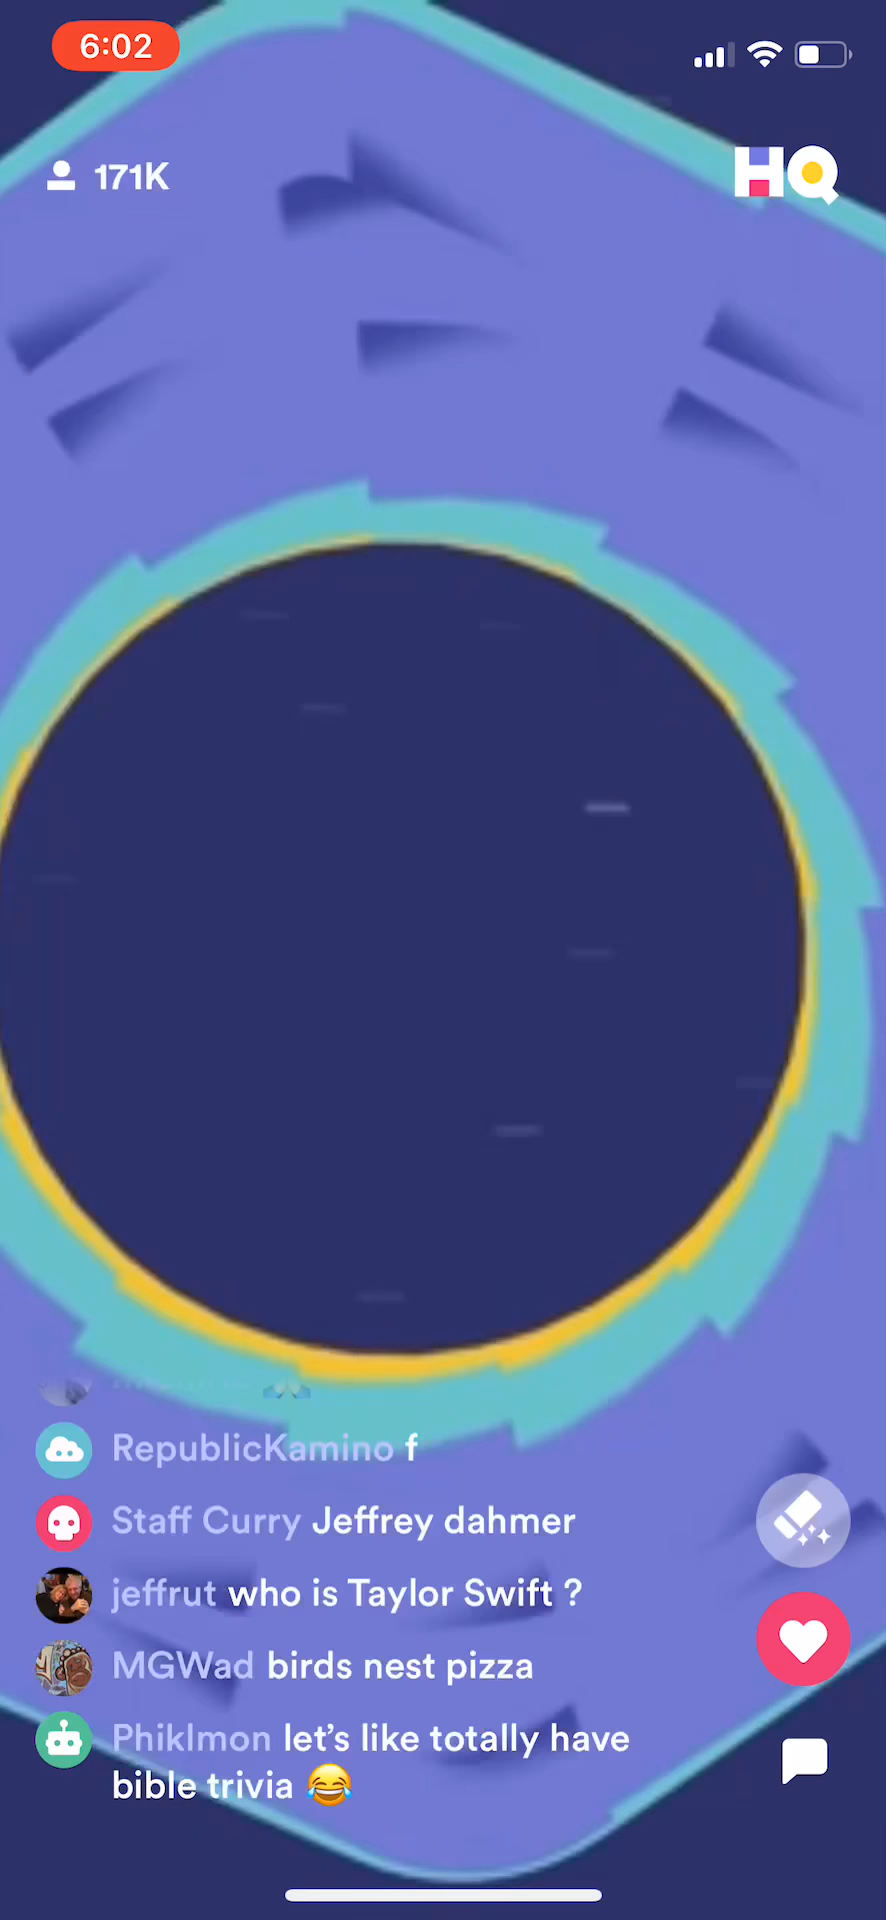 6:02
171K
HQ
RepublicKamino f
Staff Curry Jeffrey dahmer
jeffrut who is Taylor Swift ?
MGWad birds nest pizza
Phiklmon let's like totally have
bible trivia 😂